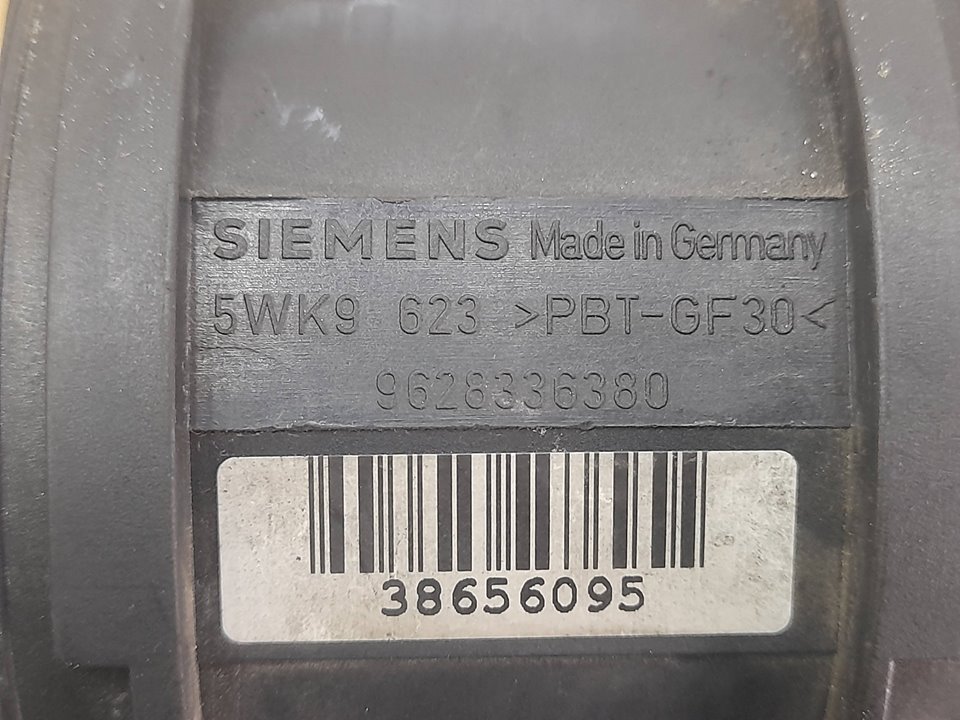 SIEMENS Made in Germany
5WK9 623 >PBT-GF30<
9628336380
38656095